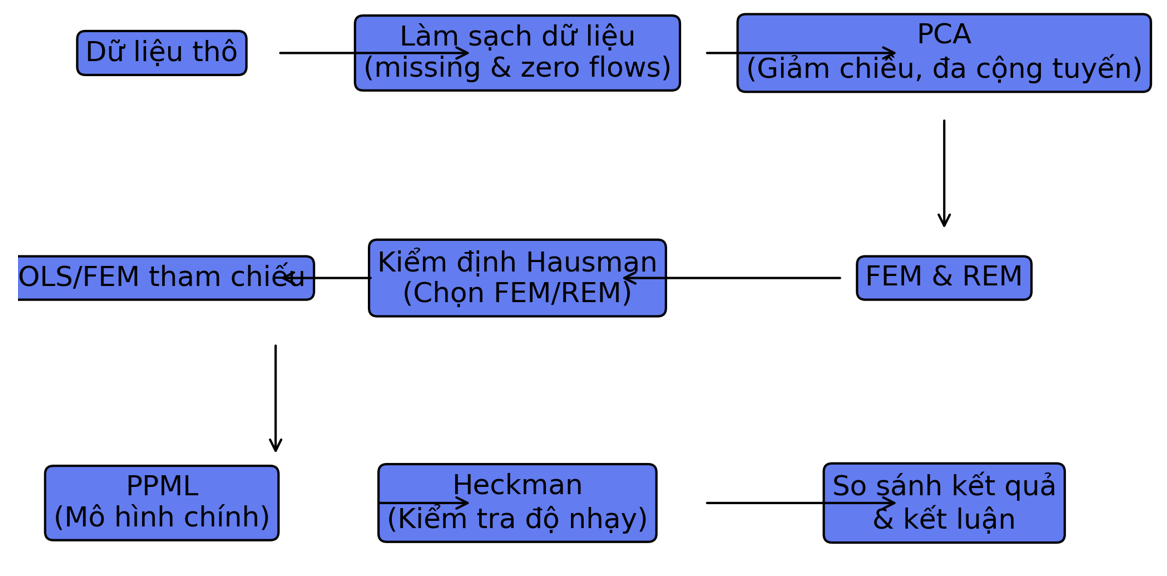 Dữ liệu thô
Làm sạch dữ liệu
(missing & zero flows)
PCA
(Giảm chiều, đa cộng tuyến)
OLS/FEM tham chiếu
Kiểm định Hausman
(Chọn FEM/REM)
FEM & REM
PPML
(Mô hình chính)
Heckman
(Kiểm tra độ nhạy)
So sánh kết quả
& kết luận